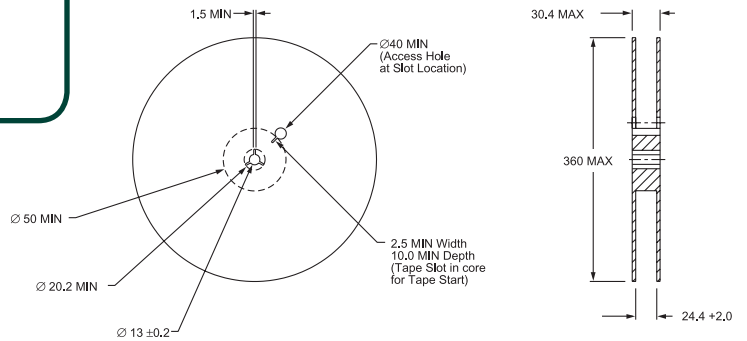 1.5 MIN
30.4 MAX
Ø40 MIN
(Access Hole
at Slot Location)
360 MAX
Ø 50 MIN
2.5 MIN Width
10.0 MIN Depth
(Tape Slot in core
for Tape Start)
Ø 20.2 MIN
24.4 +2.0
Ø 13 ±0.2